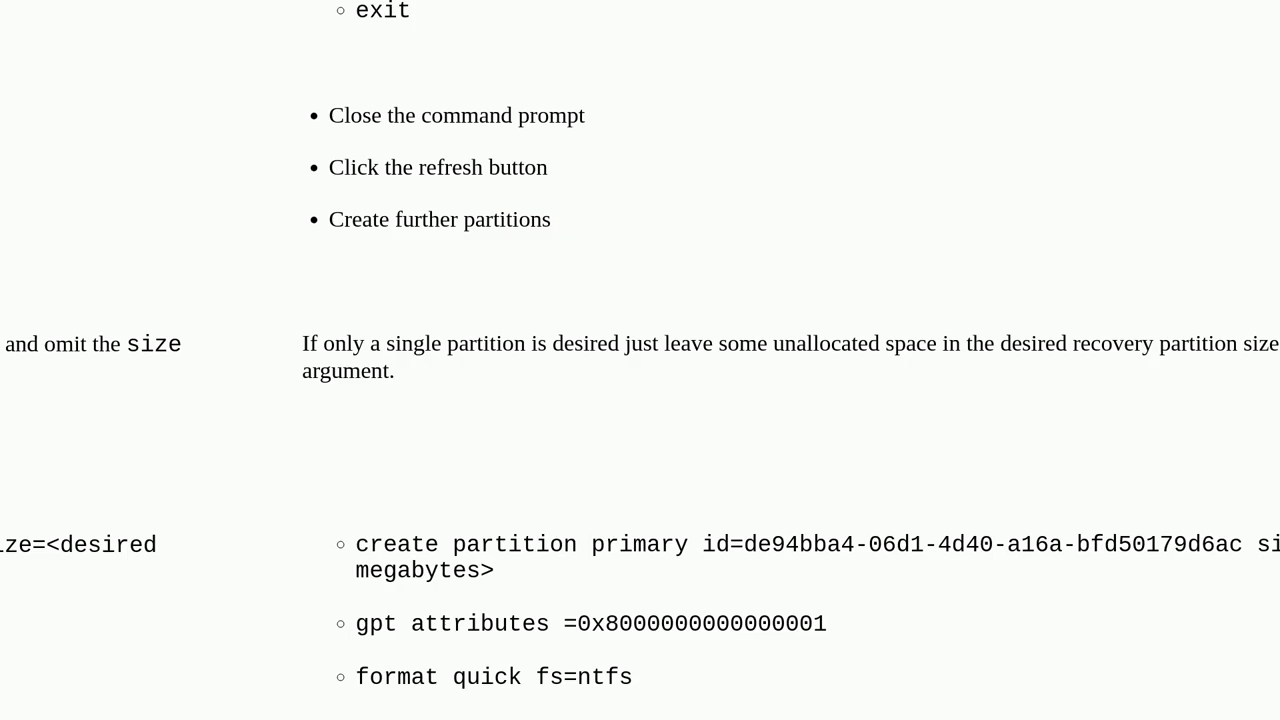 exit
Close the command prompt
Click the refresh button
Create further partitions
If only a single partition is desired just leave some unallocated space in the desired recovery partition size
and omit the size
argument.
create partition primary id=de94bba4-06d1-4d40-a16a-bfd50179d6ac si
ize=<desired
megabytes>
gpt attributes =0x8000000000000001
format quick fs=ntfs